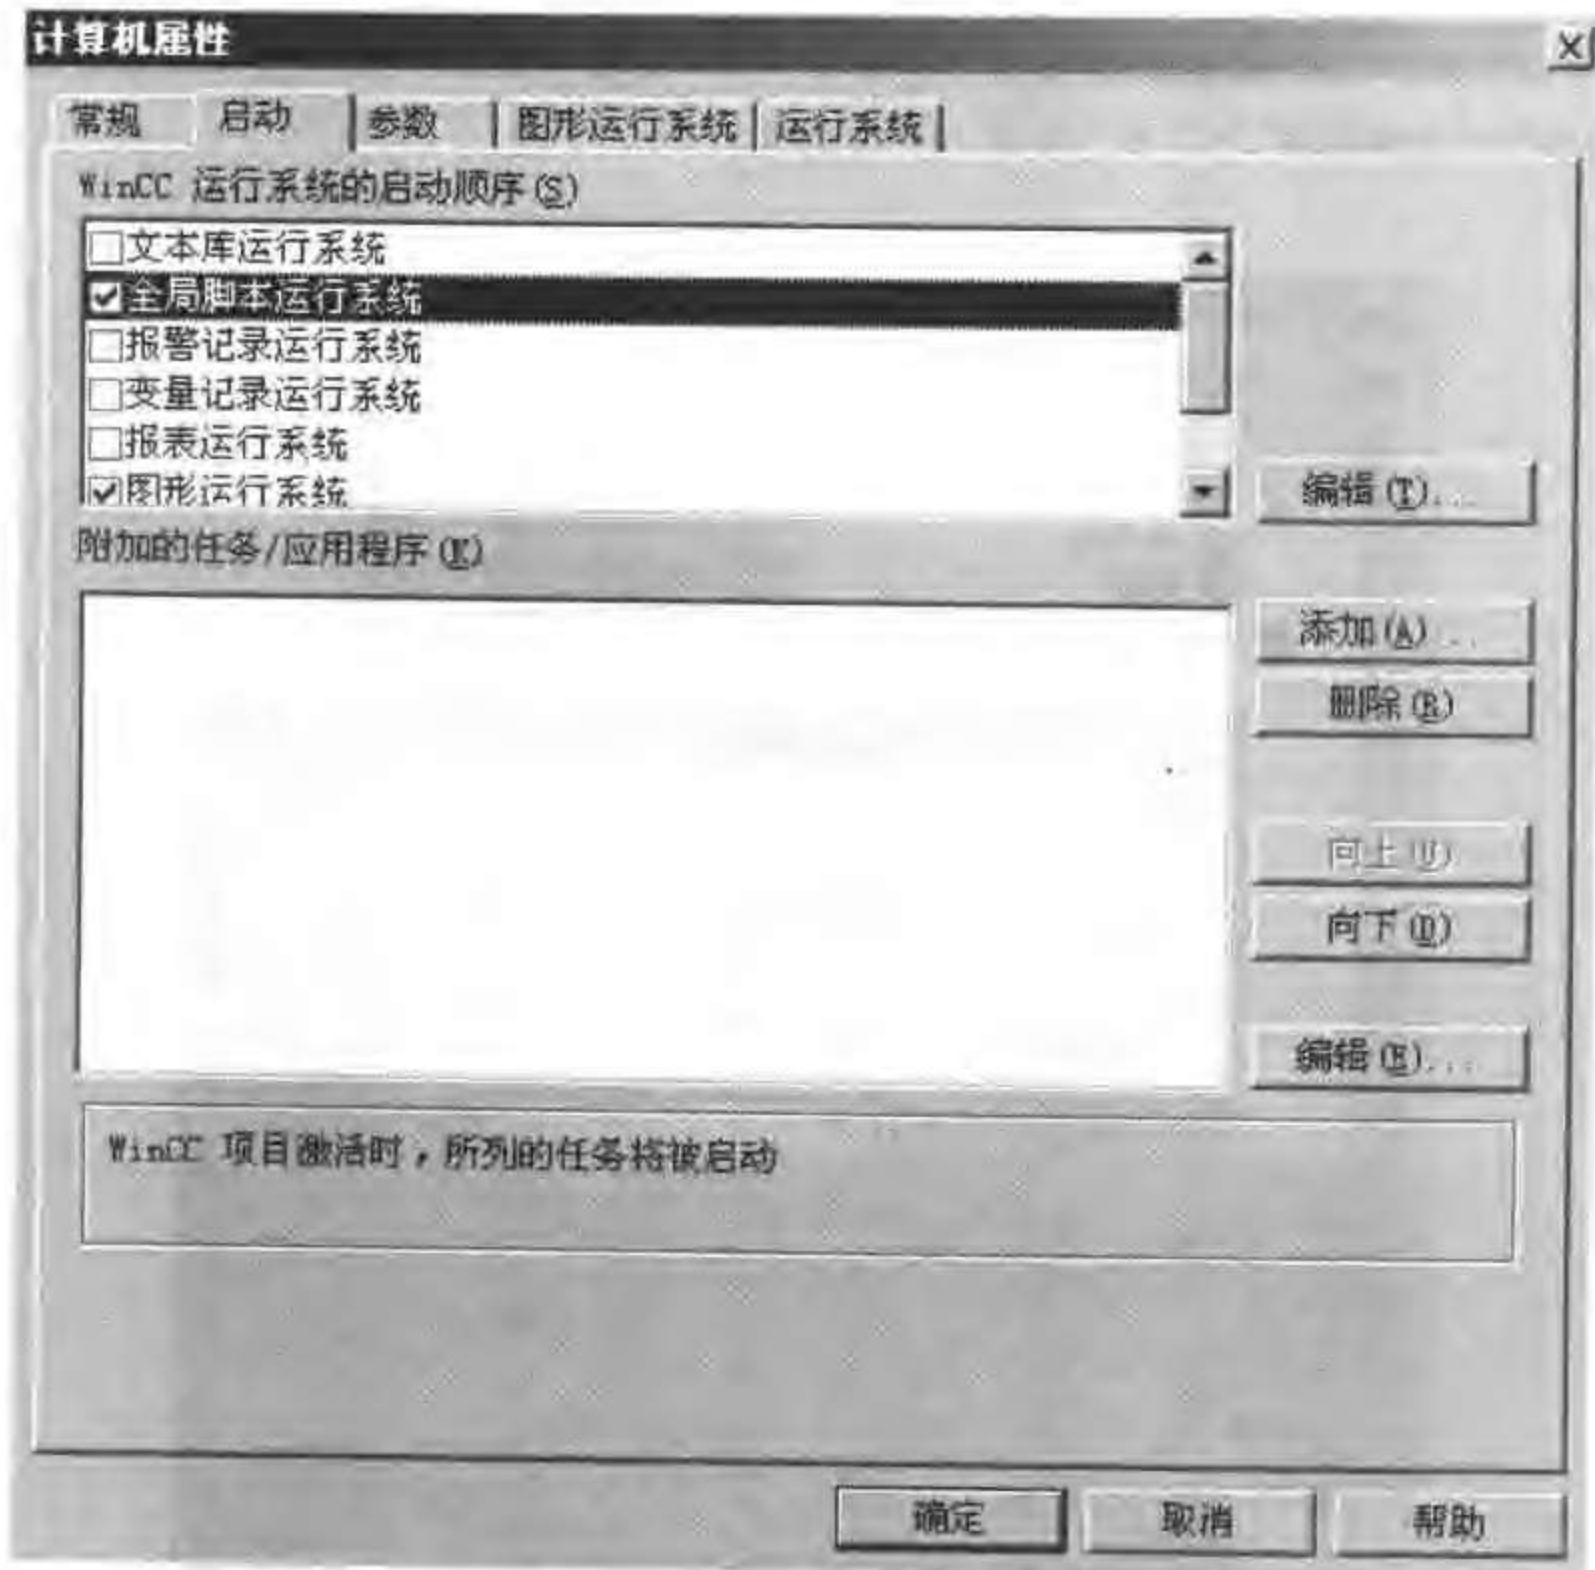 计算机属性
常规 启动 参数 图形运行系统 运行系统
WinCC 运行系统的启动顺序(S)
文本库运行系统
全局脚本运行系统
报警记录运行系统
变量记录运行系统
报表运行系统
图形运行系统
编辑(T)...
附加的任务/应用程序(K)
添加(A)...
删除(R)
向上(U)
向下(D)
编辑(E)...
WinCC 项目激活时，所列的任务将被启动
确定 取消 帮助